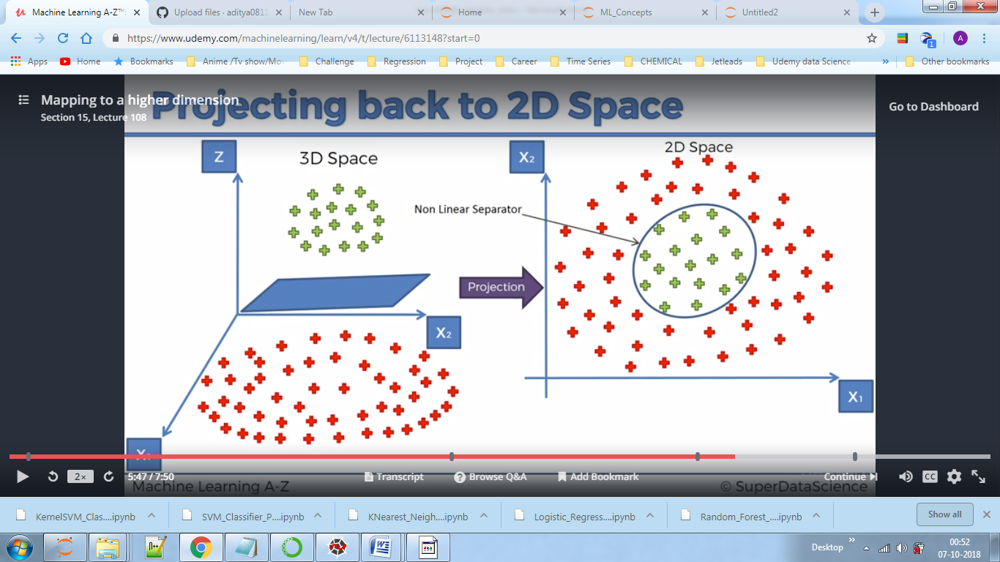 Machine Learning A-Z™:
Upload files · aditya0811
New Tab
Home
ML_Concepts
Untitled2
https://www.udemy.com/machinelearning/learn/v4/t/lecture/6113148?start=0
A
1
Apps
Home
Bookmarks
Anime /Tv show/Mov
Challenge
Regression
Project
Career
Time Series
CHEMICAL
Jetleads
Udemy data Science
»
Other bookmarks
Mapping to a higher dimension
Section 15, Lecture 108
Projecting back to 2D Space
Go to Dashboard
Z
3D Space
X2
2D Space
Non Linear Separator
Projection
X2
X1
X1
2×
5:47 / 7:50
Transcript
Browse Q&A
Add Bookmark
Continue
CC
Machine Learning A-Z
© SuperDataScience
KernelSVM_Clas....ipynb
SVM_Classifier_P....ipynb
KNearest_Neigh....ipynb
Logistic_Regress....ipynb
Random_Forest_....ipynb
Show all
Desktop
»
00:52
07-10-2018